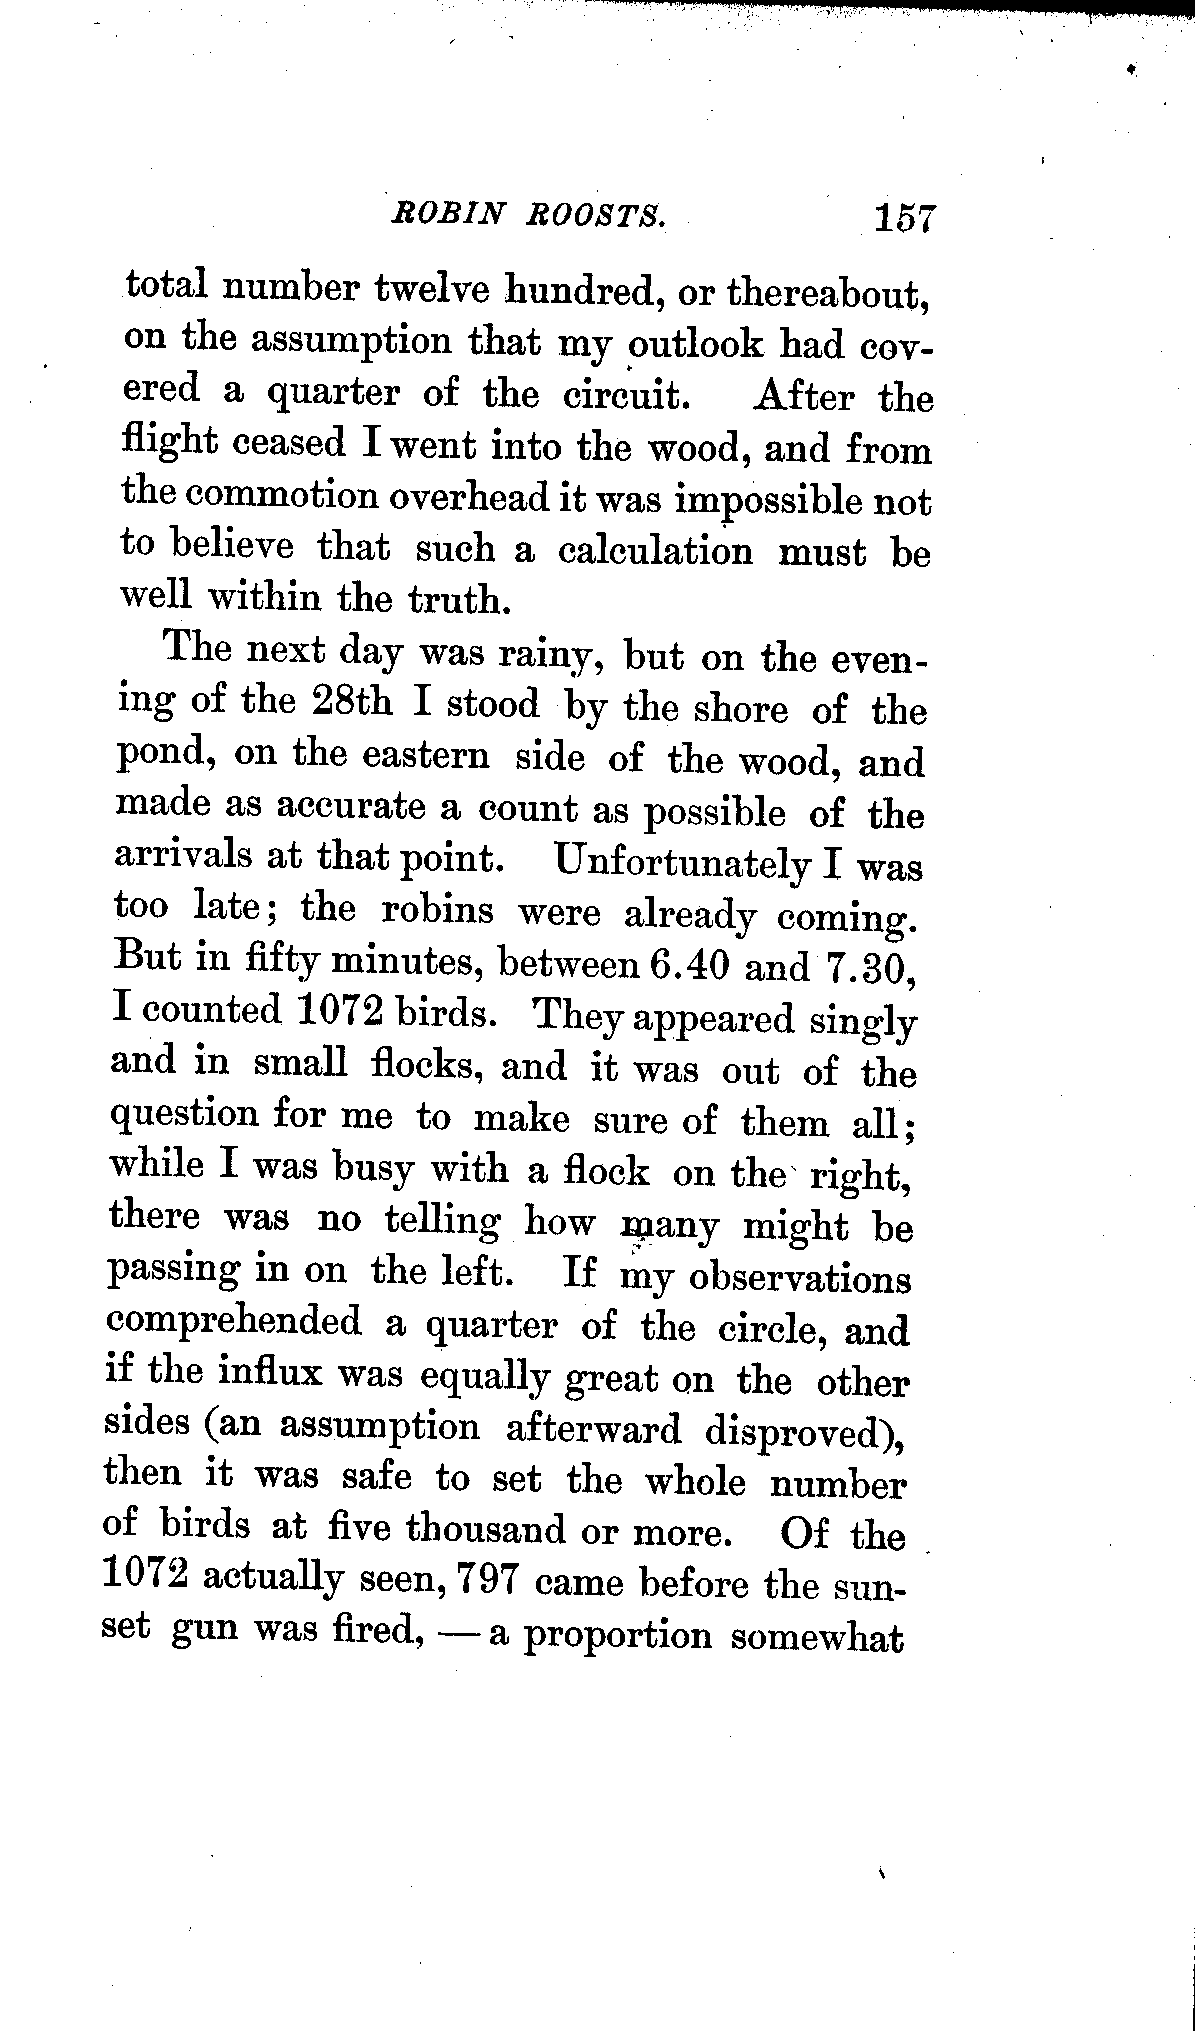 ROBIN ROOSTS. 157
total number twelve hundred, or thereabout,
on the assumption that my outlook had cov-
ered a quarter of the circuit. After the
flight ceased I went into the wood, and from
the commotion overhead it was impossible not
to believe that such a calculation must be
well within the truth.
The next day was rainy, but on the even-
ing of the 28th I stood by the shore of the
pond, on the eastern side of the wood, and
made as accurate a count as possible of the
arrivals at that point. Unfortunately I was
too late; the robins were already coming.
But in fifty minutes, between 6.40 and 7.30,
I counted 1072 birds. They appeared singly
and in small flocks, and it was out of the
question for me to make sure of them all;
while I was busy with a flock on the right,
there was no telling how many might be
passing in on the left. If my observations
comprehended a quarter of the circle, and
if the influx was equally great on the other
sides (an assumption afterward disproved),
then it was safe to set the whole number
of birds at five thousand or more. Of the
1072 actually seen, 797 came before the sun-
set gun was fired, — a proportion somewhat